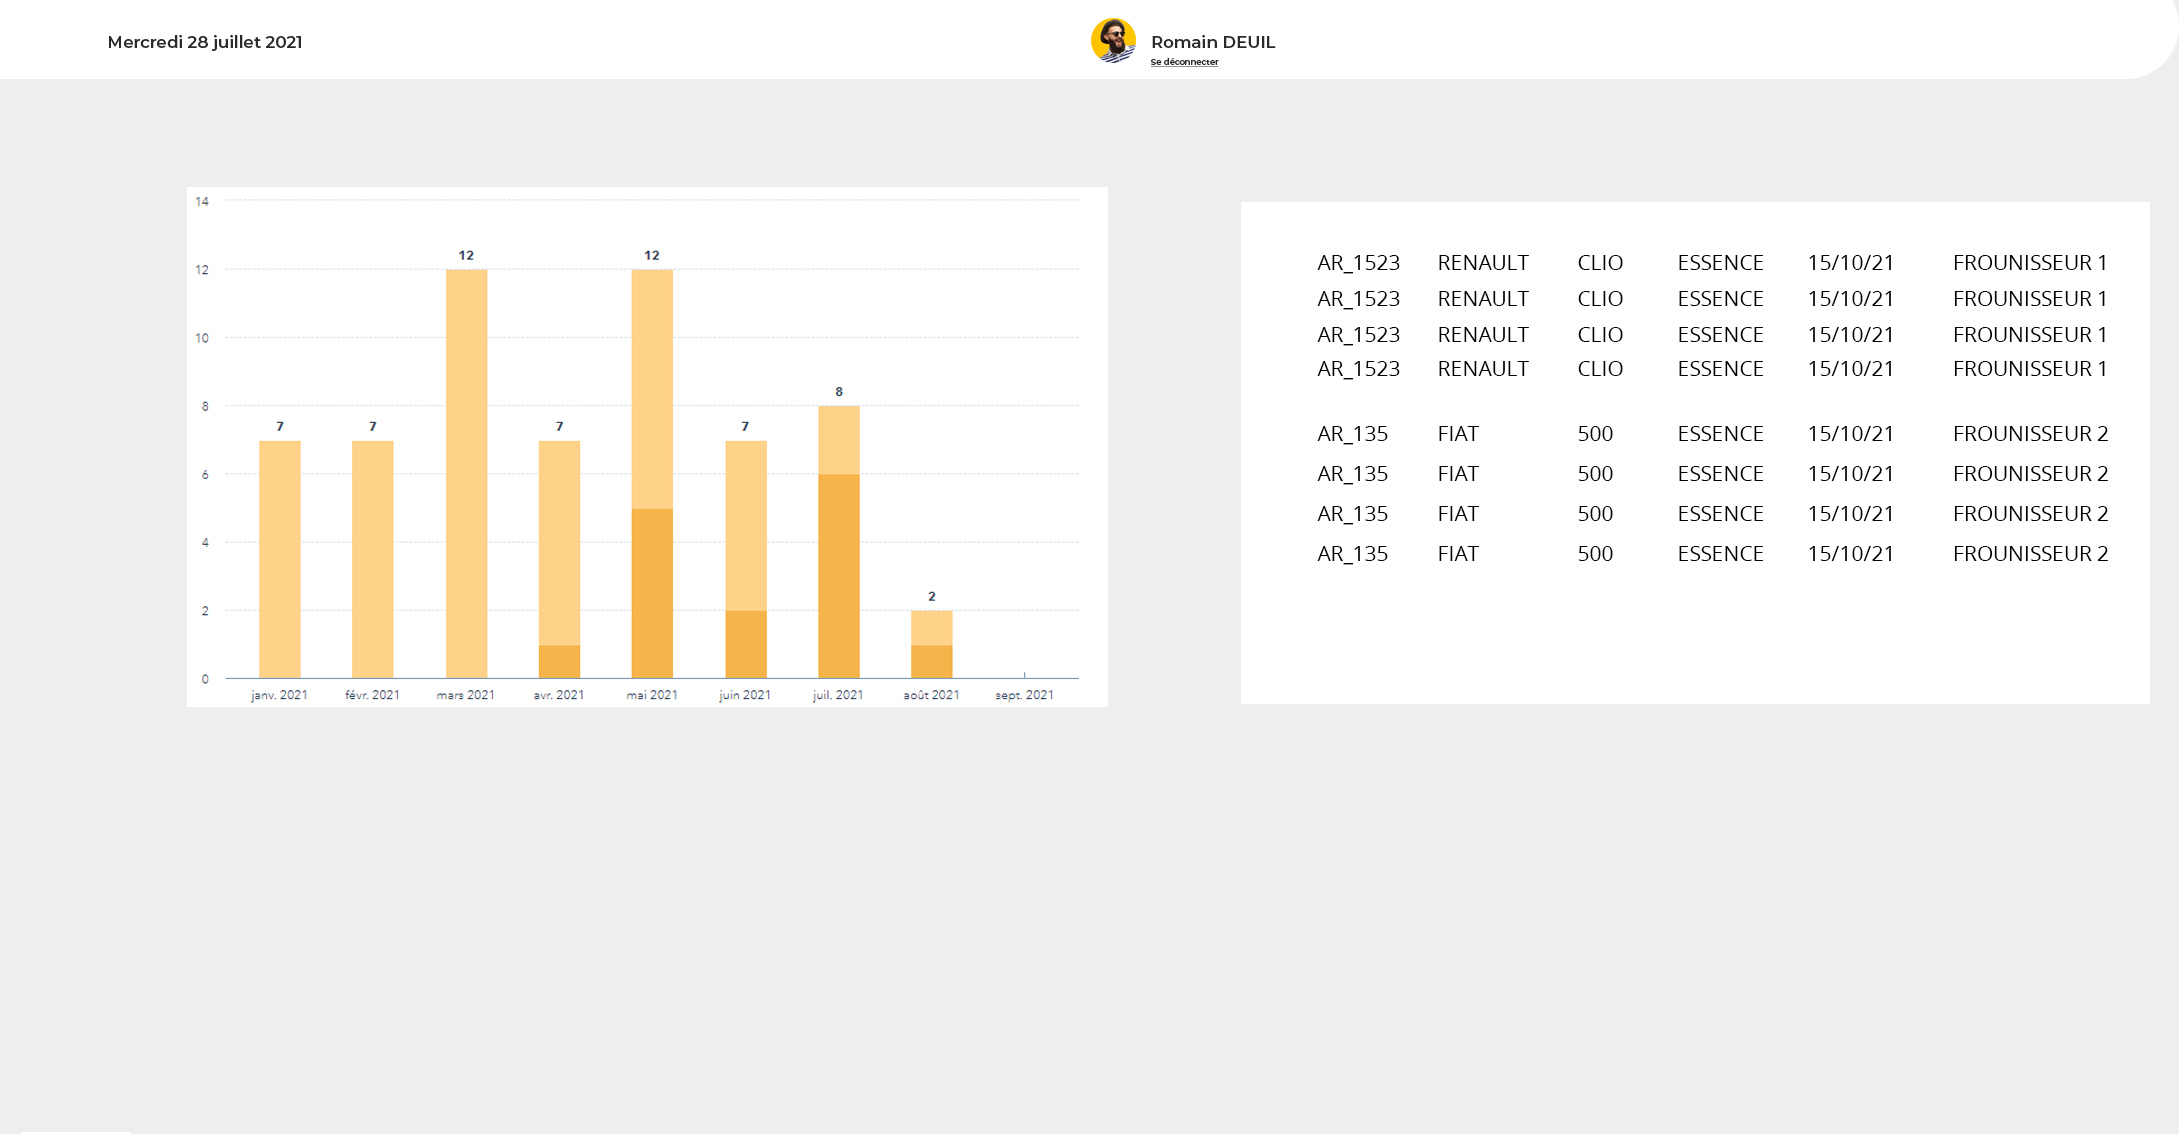 Mercredi 28 juillet 2021
Romain DEUIL
Se déconnecter
14
12
10
8
6
4
2
0
7
7
12
7
12
7
8
2
janv. 2021
févr. 2021
mars 2021
avr. 2021
mai 2021
juin 2021
juil. 2021
août 2021
sept. 2021
AR_1523 RENAULT CLIO ESSENCE 15/10/21 FROUNISSEUR 1
AR_1523 RENAULT CLIO ESSENCE 15/10/21 FROUNISSEUR 1
AR_1523 RENAULT CLIO ESSENCE 15/10/21 FROUNISSEUR 1
AR_1523 RENAULT CLIO ESSENCE 15/10/21 FROUNISSEUR 1
AR_135 FIAT 500 ESSENCE 15/10/21 FROUNISSEUR 2
AR_135 FIAT 500 ESSENCE 15/10/21 FROUNISSEUR 2
AR_135 FIAT 500 ESSENCE 15/10/21 FROUNISSEUR 2
AR_135 FIAT 500 ESSENCE 15/10/21 FROUNISSEUR 2